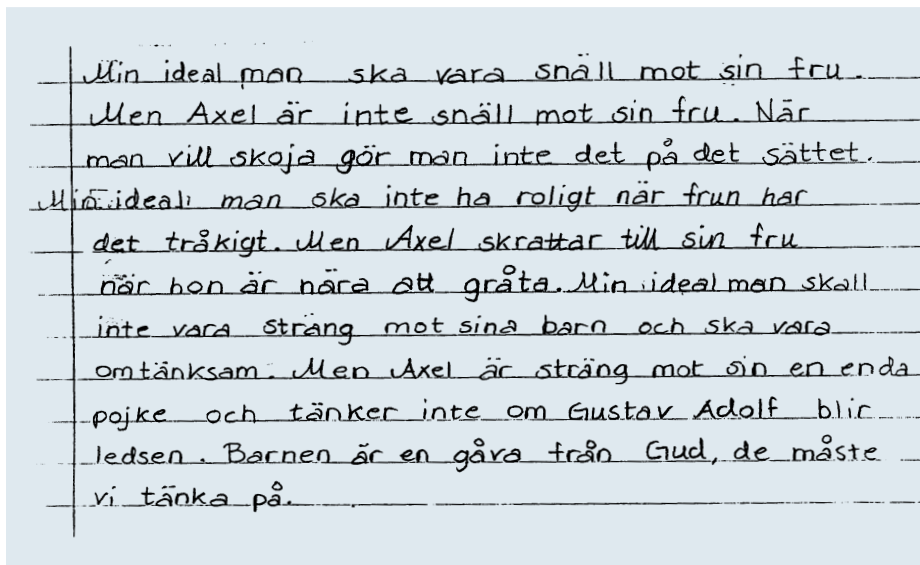 Min ideal man ska vara snäll mot sin fru.
Men Axel är inte snäll mot sin fru. När
man vill skoja gör man inte det på det sättet.
Min ideal man ska inte ha roligt när frun har
det tråkigt. Men Axel skrattar till sin fru
när hon är nära att gråta. Min ideal man skall
inte vara sträng mot sina barn och ska vara
omtänksam. Men Axel är sträng mot sin en enda
pojke och tänker inte om Gustav Adolf blir
ledsen. Barnen är en gåva från Gud, de måste
vi tänka på.